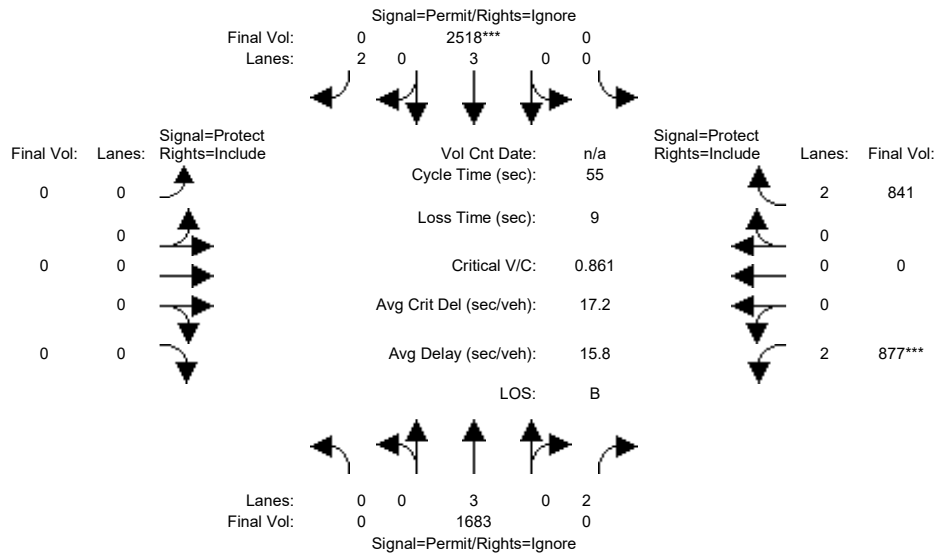 Signal=Permit/Rights=Ignore
Final Vol: 0 2518*** 0
Lanes: 2 0 3 0 0
Signal=Protect
Final Vol: Lanes: Rights=Include
Vol Cnt Date: n/a
Signal=Protect
Rights=Include Lanes: Final Vol:
Cycle Time (sec): 55
0 0
2 841
Loss Time (sec): 9
0
0
0 0
Critical V/C: 0.861
0 0
0
Avg Crit Del (sec/veh): 17.2
0
0 0
Avg Delay (sec/veh): 15.8
2 877***
LOS: B
Lanes: 0 0 3 0 2
Final Vol: 0 1683 0
Signal=Permit/Rights=Ignore